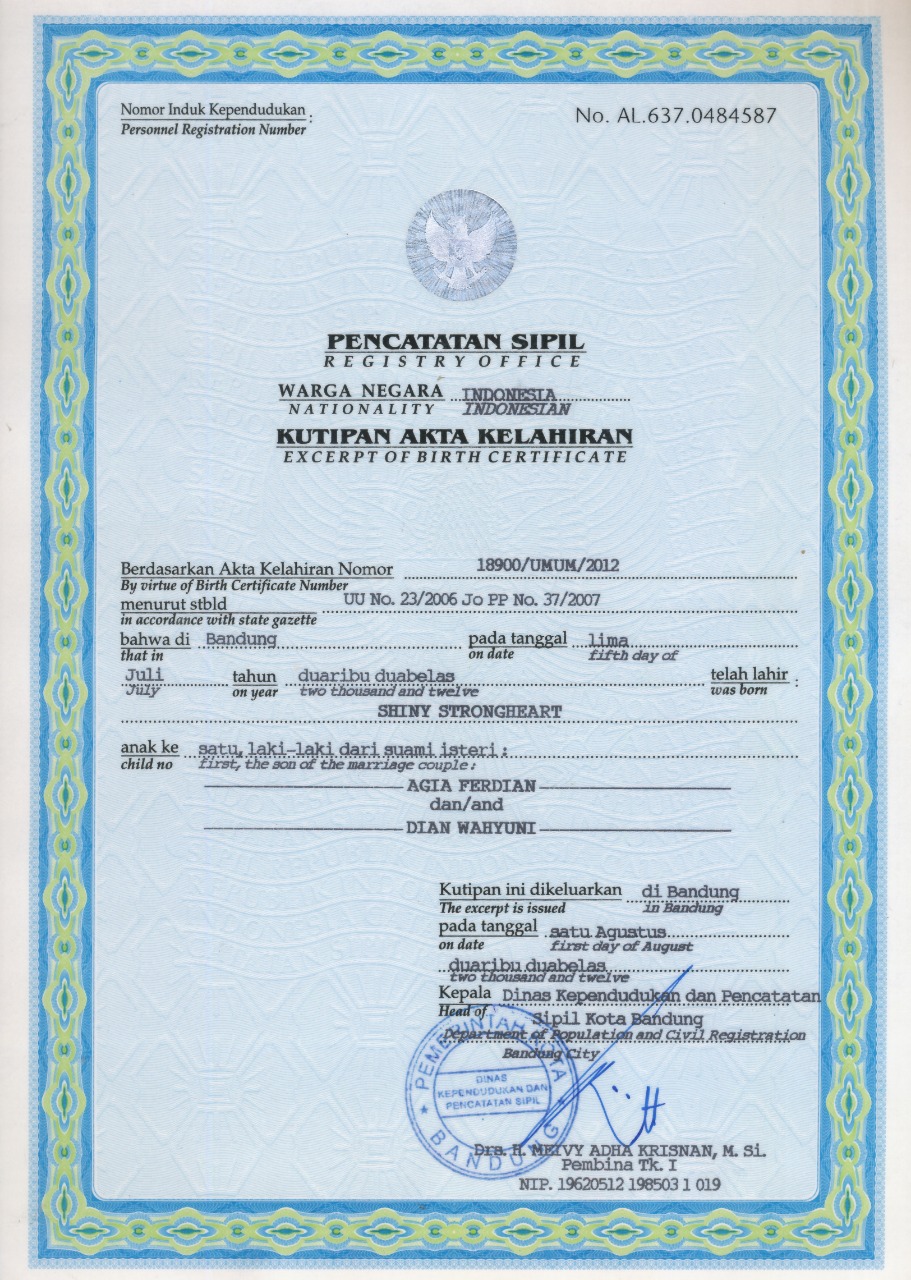 Nomor Induk Kependudukan :
Personnel Registration Number
No. AL.637.0484587
PENCATATAN SIPIL
REGISTRY OFFICE
WARGA NEGARA INDONESIA
NATIONALITY INDONESIAN
KUTIPAN AKTA KELAHIRAN
EXCERPT OF BIRTH CERTIFICATE
Berdasarkan Akta Kelahiran Nomor 18900/UMUM/2012
By virtue of Birth Certificate Number
menurut stbld UU No. 23/2006 Jo PP No. 37/2007
in accordance with state gazette
bahwa di Bandung pada tanggal lima
that in on date fifth day of
Juli tahun duaribu duabelas telah lahir :
July on year two thousand and twelve was born
SHINY STRONGHEART
anak ke satu, laki-laki dari suami isteri :
child no first, the son of the marriage couple :
AGIA FERDIAN
dan/and
DIAN WAHYUNI
Kutipan ini dikeluarkan di Bandung
The excerpt is issued in Bandung
pada tanggal satu Agustus
on date first day of August
duaribu duabelas
two thousand and twelve
Kepala Dinas Kependudukan dan Pencatatan
Head of Sipil Kota Bandung
Department of Population and Civil Registration
Bandung City
PEMERINTAH KOTA
DINAS
KEPENDUDUKAN DAN
PENCATATAN SIPIL
BANDUNG
Drs. H. MEIVY ADHA KRISNAN, M. Si.
Pembina Tk. I
NIP. 19620512 198503 1 019